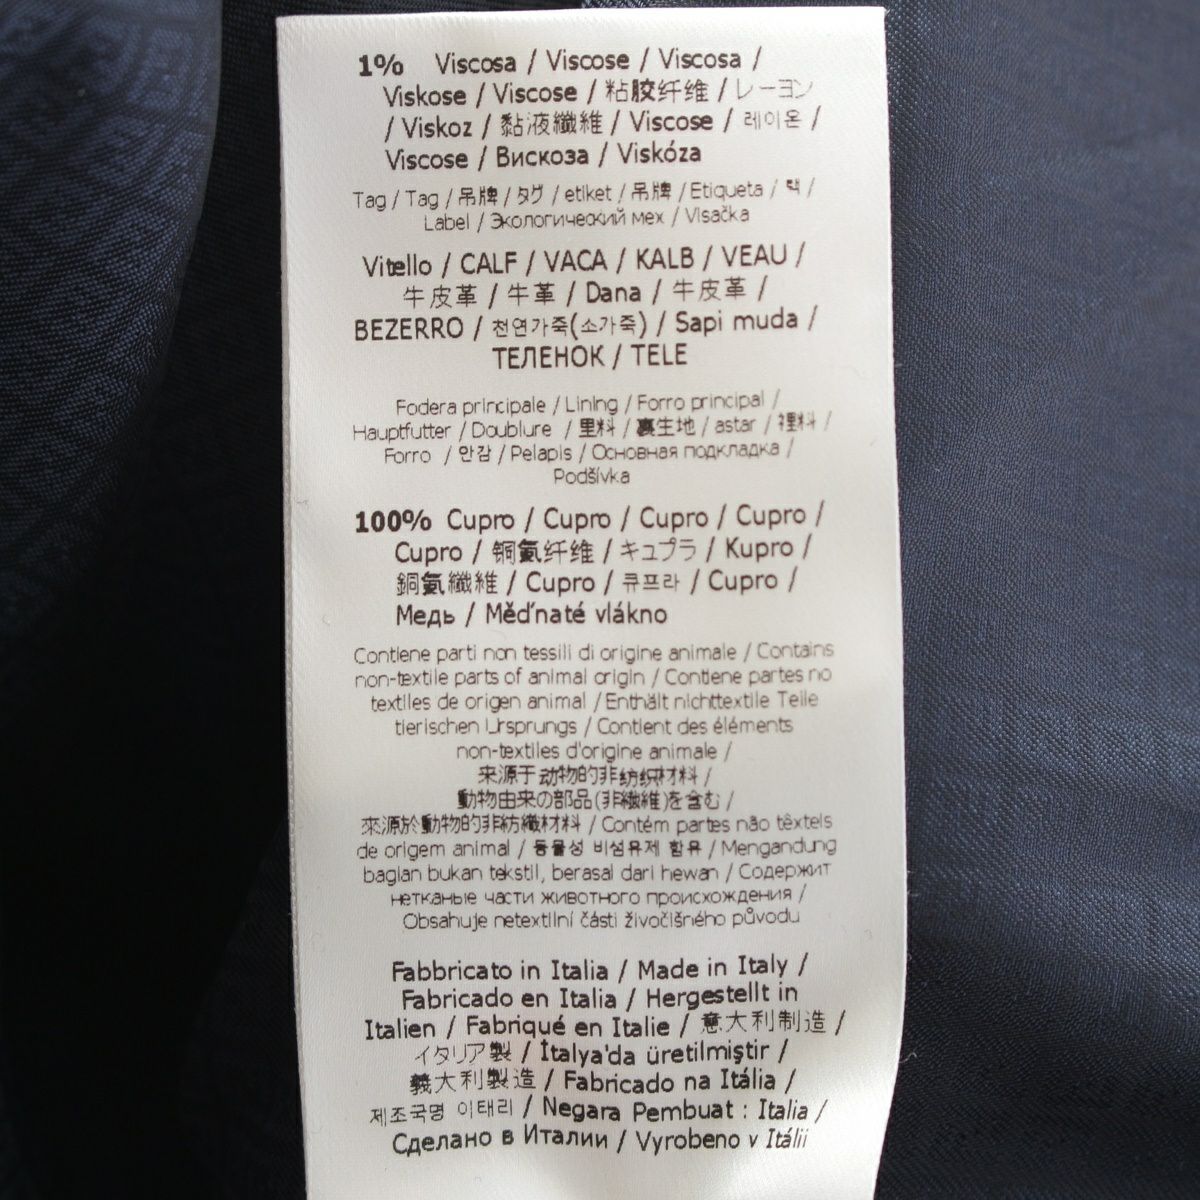 1% Viscosa / Viscose / Viscosa /
Viskose / Viscose / 粘胶纤维 / レーヨン
/ Viskoz / 黏液纖維 / Viscose / 레이온 /
Viscose / Вискоза / Viskóza
Tag / Tag / 吊牌 / タグ / etiket / 吊牌 / Etiqueta / 택 /
Label / Экологический мех / Visačka
Vitello / CALF / VACA / KALB / VEAU /
牛皮革 / 牛革 / Dana / 牛皮革 /
BEZERRO / 천연가죽(소가죽) / Sapi muda /
ТЕЛЕНОК / TELE
Fodera principale / Lining / Forro principal /
Hauptfutter / Doublure / 里料 / 裏生地 / astar / 裡料 /
Forro / 안감 / Pelapis / Основная подкладка /
Podšívka
100% Cupro / Cupro / Cupro / Cupro /
Cupro / 铜氨纤维 / キュプラ / Kupro /
銅氨纖維 / Cupro / 큐프라 / Cupro /
Медь / Měďnaté vlákno
Contiene parti non tessili di origine animale / Contains
non-textile parts of animal origin / Contiene partes no
textiles de origen animal / Enthält nichttextile Teile
tierischen Ursprungs / Contient des éléments
non-textiles d'origine animale /
来源于动物的非纺织材料 /
動物由来の部品(非繊維)を含む /
來源於動物的非紡織材料 / Contém partes não têxteis
de origem animal / 동물성 비섬유제 함유 / Mengandung
bagian bukan tekstil, berasal dari hewan / Содержит
нетканые части животного происхождения /
Obsahuje netextilní části živočišného původu
Fabbricato in Italia / Made in Italy /
Fabricado en Italia / Hergestellt in
Italien / Fabriqué en Italie / 意大利制造 /
イタリア製 / İtalya'da üretilmiştir /
義大利製造 / Fabricado na Itália /
제조국명 이태리 / Negara Pembuat : Italia /
Сделано в Италии / Vyrobeno v Itálii